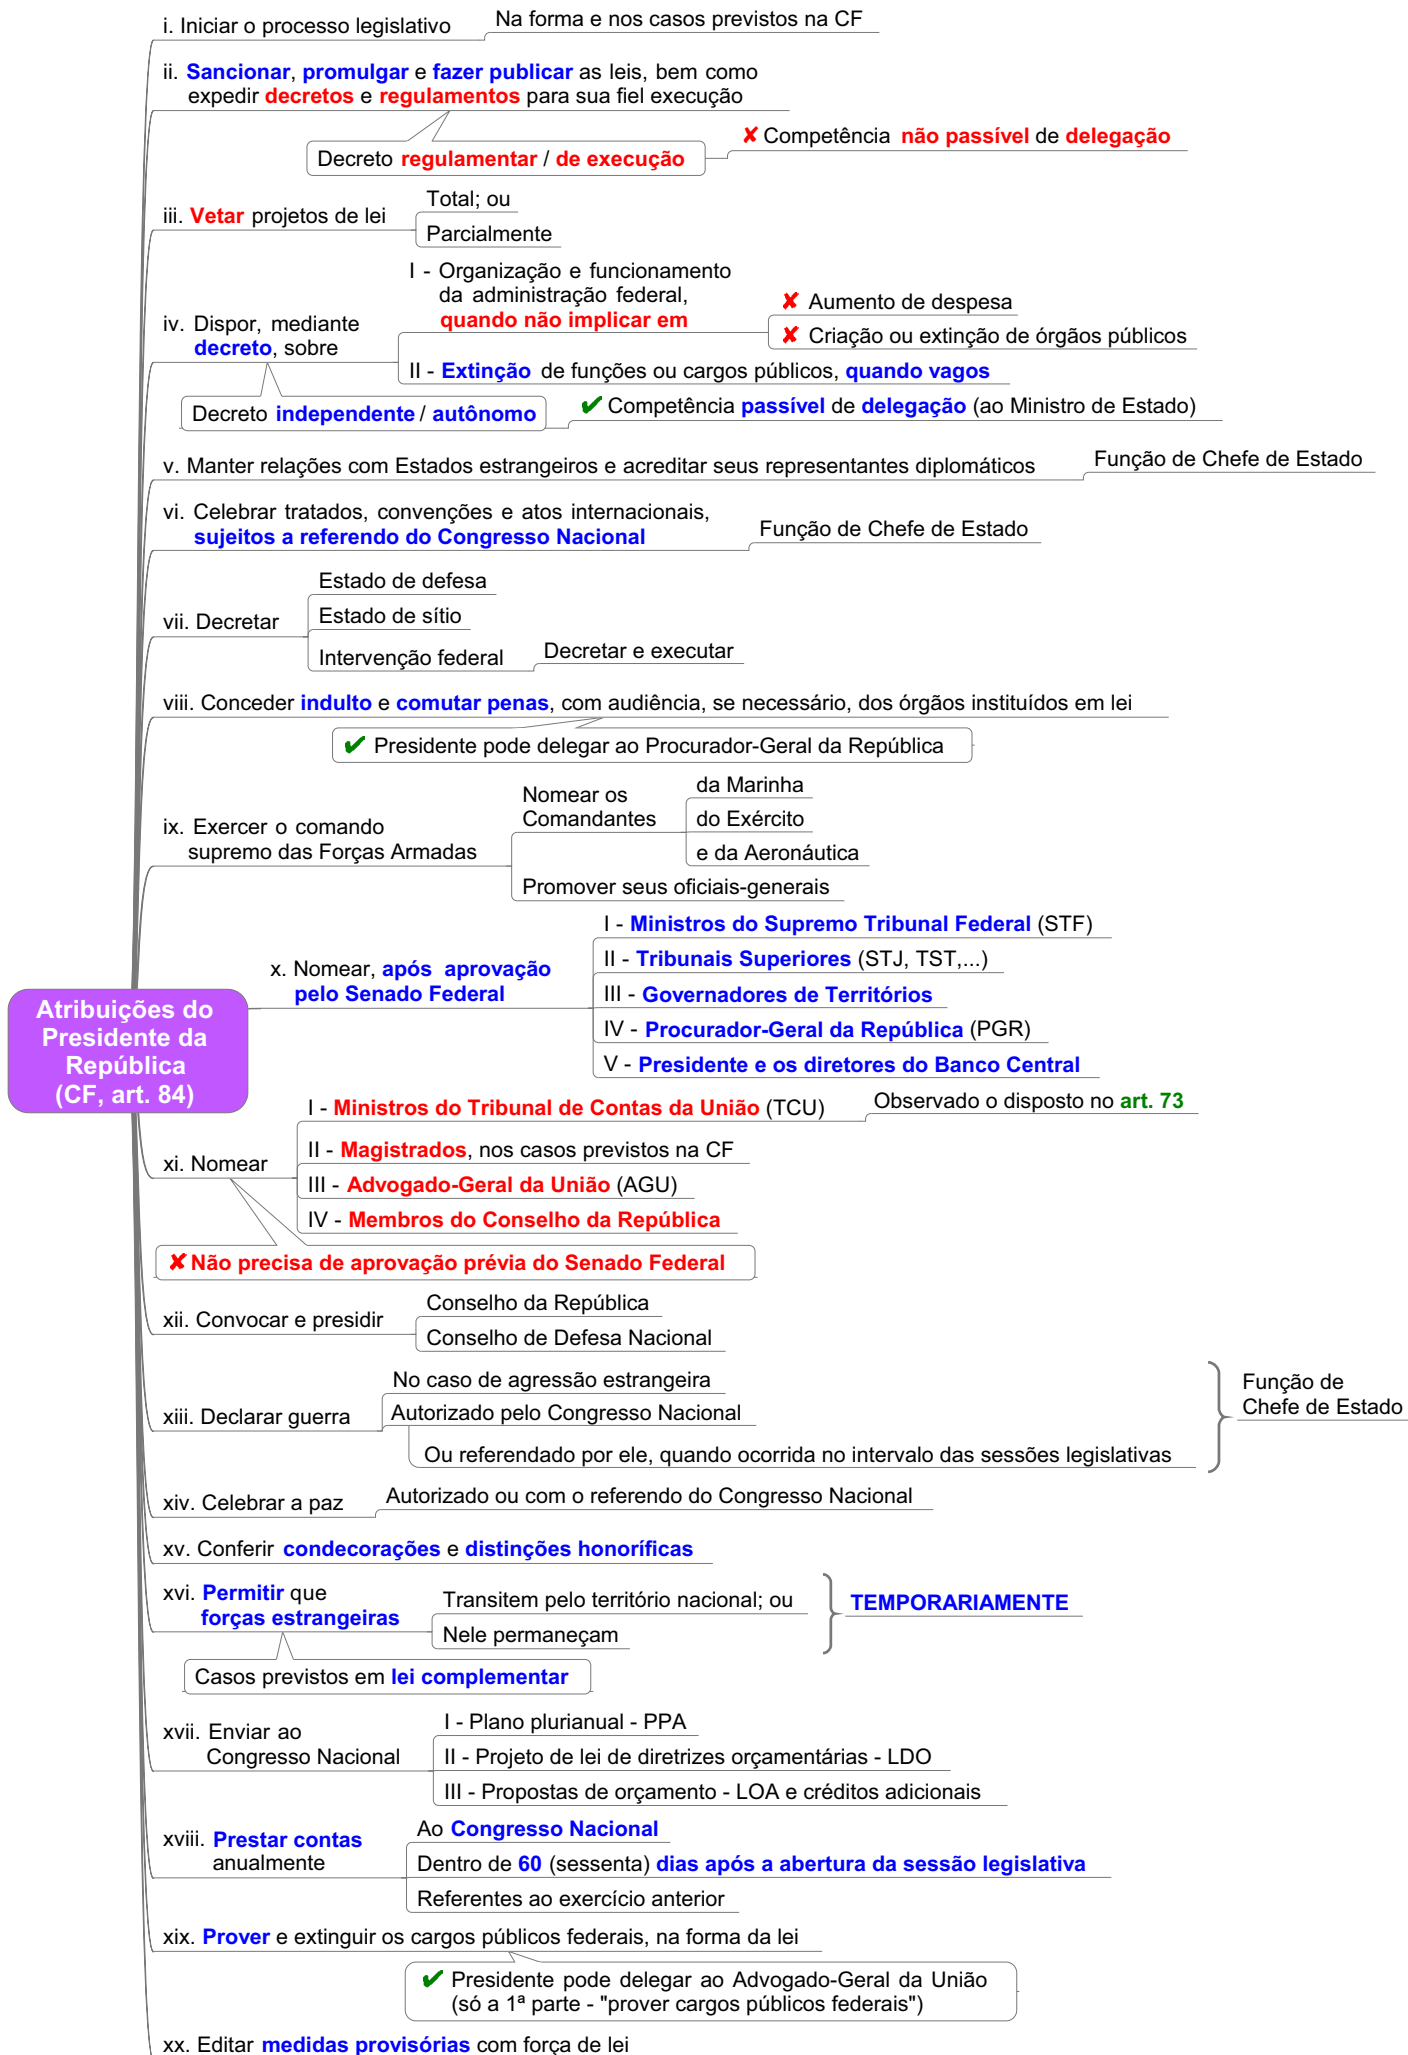 i. Iniciar o processo legislativo
Na forma e nos casos previstos na CF
ii. Sancionar, promulgar e fazer publicar as leis, bem como
expedir decretos e regulamentos para sua fiel execução
Decreto regulamentar / de execução
✘ Competência não passível de delegação
iii. Vetar projetos de lei
Total; ou
Parcialmente
iv. Dispor, mediante
decreto, sobre
I - Organização e funcionamento
da administração federal,
quando não implicar em
✘ Aumento de despesa
✘ Criação ou extinção de órgãos públicos
II - Extinção de funções ou cargos públicos, quando vagos
Decreto independente / autônomo
✔ Competência passível de delegação (ao Ministro de Estado)
v. Manter relações com Estados estrangeiros e acreditar seus representantes diplomáticos
Função de Chefe de Estado
vi. Celebrar tratados, convenções e atos internacionais,
sujeitos a referendo do Congresso Nacional
Função de Chefe de Estado
vii. Decretar
Estado de defesa
Estado de sítio
Intervenção federal
Decretar e executar
viii. Conceder indulto e comutar penas, com audiência, se necessário, dos órgãos instituídos em lei
✔ Presidente pode delegar ao Procurador-Geral da República
ix. Exercer o comando
supremo das Forças Armadas
Nomear os
Comandantes
da Marinha
do Exército
e da Aeronáutica
Promover seus oficiais-generais
x. Nomear, após aprovação
pelo Senado Federal
I - Ministros do Supremo Tribunal Federal (STF)
II - Tribunais Superiores (STJ, TST,...)
III - Governadores de Territórios
IV - Procurador-Geral da República (PGR)
V - Presidente e os diretores do Banco Central
Atribuições do
Presidente da
República
(CF, art. 84)
xi. Nomear
I - Ministros do Tribunal de Contas da União (TCU)
Observado o disposto no art. 73
II - Magistrados, nos casos previstos na CF
III - Advogado-Geral da União (AGU)
IV - Membros do Conselho da República
✘ Não precisa de aprovação prévia do Senado Federal
xii. Convocar e presidir
Conselho da República
Conselho de Defesa Nacional
xiii. Declarar guerra
No caso de agressão estrangeira
Autorizado pelo Congresso Nacional
Ou referendado por ele, quando ocorrida no intervalo das sessões legislativas
Função de
Chefe de Estado
xiv. Celebrar a paz
Autorizado ou com o referendo do Congresso Nacional
xv. Conferir condecorações e distinções honoríficas
xvi. Permitir que
forças estrangeiras
Transitem pelo território nacional; ou
Nele permaneçam
TEMPORARIAMENTE
Casos previstos em lei complementar
xvii. Enviar ao
Congresso Nacional
I - Plano plurianual - PPA
II - Projeto de lei de diretrizes orçamentárias - LDO
III - Propostas de orçamento - LOA e créditos adicionais
xviii. Prestar contas
anualmente
Ao Congresso Nacional
Dentro de 60 (sessenta) dias após a abertura da sessão legislativa
Referentes ao exercício anterior
xix. Prover e extinguir os cargos públicos federais, na forma da lei
✔ Presidente pode delegar ao Advogado-Geral da União
(só a 1ª parte - "prover cargos públicos federais")
xx. Editar medidas provisórias com força de lei